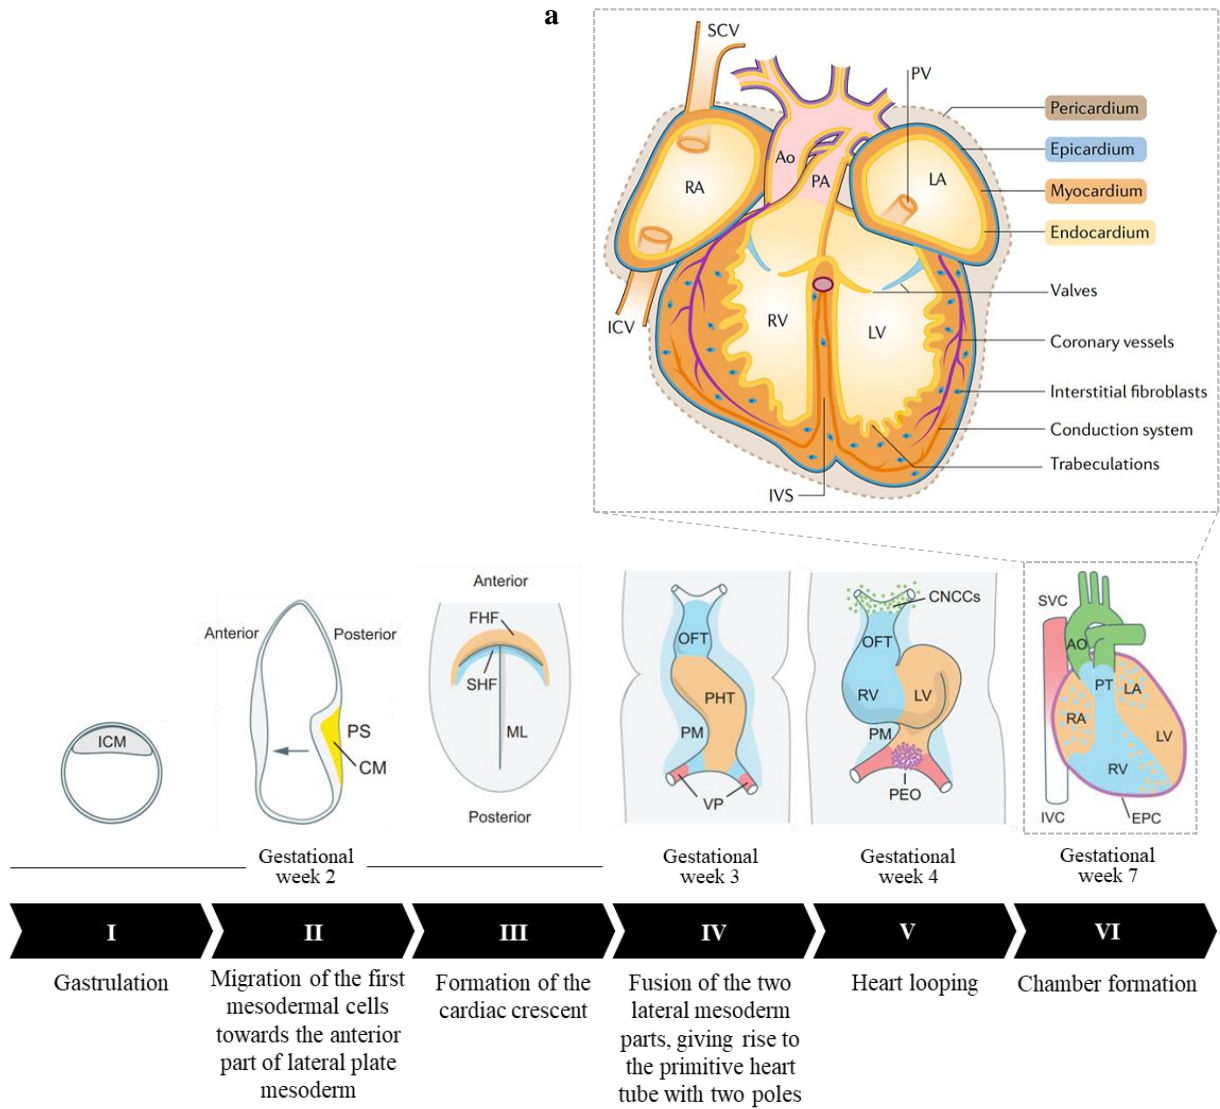 a
SCV
PV
Pericardium
Epicardium
Myocardium
Endocardium
Ao
PA
RA
LA
Valves
ICV
RV
LV
Coronary vessels
Interstitial fibroblasts
Conduction system
Trabeculations
IVS
ICM
Anterior
Posterior
PS
CM
Anterior
FHF
SHF
ML
Posterior
OFT
PHT
PM
VP
CNCCs
OFT
RV
LV
PM
PEO
SVC
AO
PT
LA
RA
LV
RV
IVC
EPC
Gestational
week 2
Gestational
week 3
Gestational
week 4
Gestational
week 7
I
II
III
IV
V
VI
Gastrulation
Migration of the first
mesodermal cells
towards the anterior
part of lateral plate
mesoderm
Formation of the
cardiac crescent
Fusion of the two
lateral mesoderm
parts, giving rise to
the primitive heart
tube with two poles
Heart looping
Chamber formation